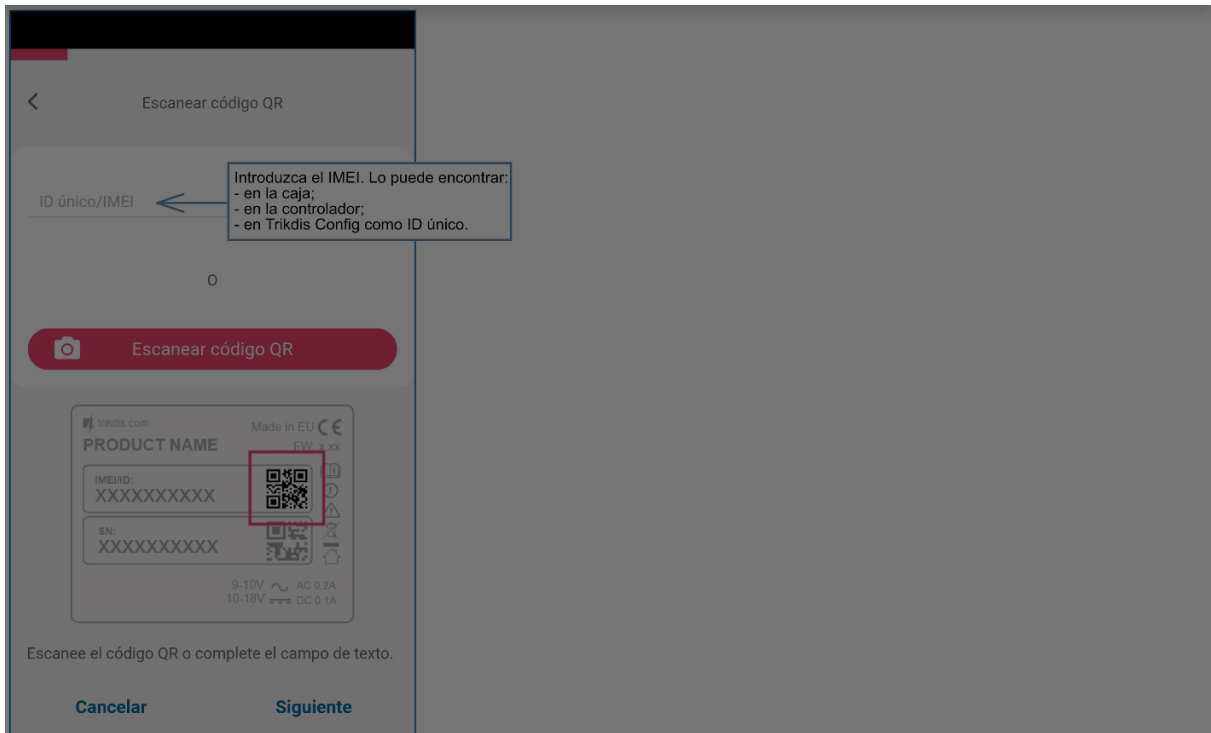 Escanear código QR
Introduzca el IMEI. Lo puede encontrar:
- en la caja;
- en la controlador;
- en Trikdis Config como ID único.
ID único/IMEI
O
Escanear código QR
trikdis.com
Made in EU CE
PRODUCT NAME
FW: x.xx
IMEI/ID:
XXXXXXXXXX
SN:
XXXXXXXXXX
9-10V AC 0,2A
10-18V DC 0,1A
Escanee el código QR o complete el campo de texto.
Cancelar
Siguiente